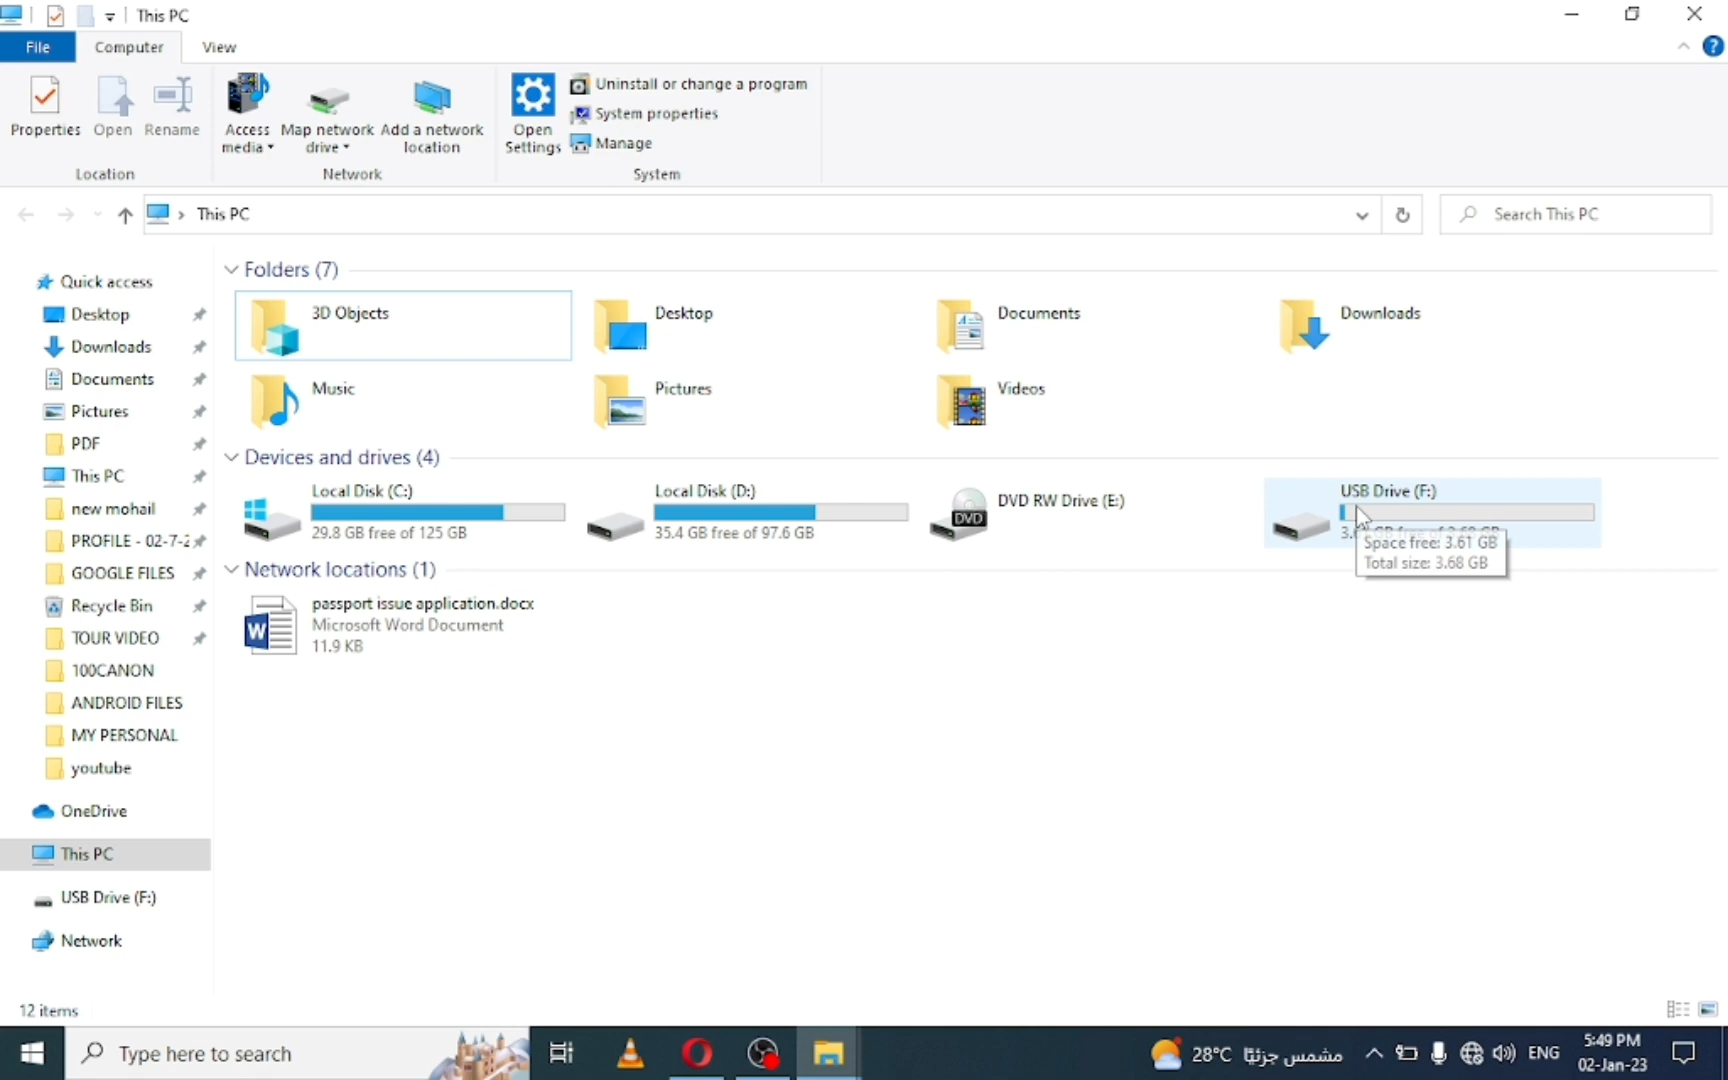 This PC
File
Computer
View
Properties
Open
Rename
Access media
Map network drive
Add a network location
Open Settings
Uninstall or change a program
System properties
Manage
Location
Network
System
This PC
Search This PC
Quick access
Desktop
Downloads
Documents
Pictures
PDF
This PC
new mohail
PROFILE - 02-7-2
GOOGLE FILES
Recycle Bin
TOUR VIDEO
100CANON
ANDROID FILES
MY PERSONAL
youtube
OneDrive
This PC
USB Drive (F:)
Network
Folders (7)
3D Objects
Desktop
Documents
Downloads
Music
Pictures
Videos
Devices and drives (4)
Local Disk (C:)
29.8 GB free of 125 GB
Local Disk (D:)
35.4 GB free of 97.6 GB
DVD RW Drive (E:)
DVD
USB Drive (F:)
Space free: 3.61 GB
Total size: 3.68 GB
Network locations (1)
passport issue application.docx
Microsoft Word Document
11.9 KB
12 items
Type here to search
28°C مشمس جزئيًا
ENG
5:49 PM
02-Jan-23